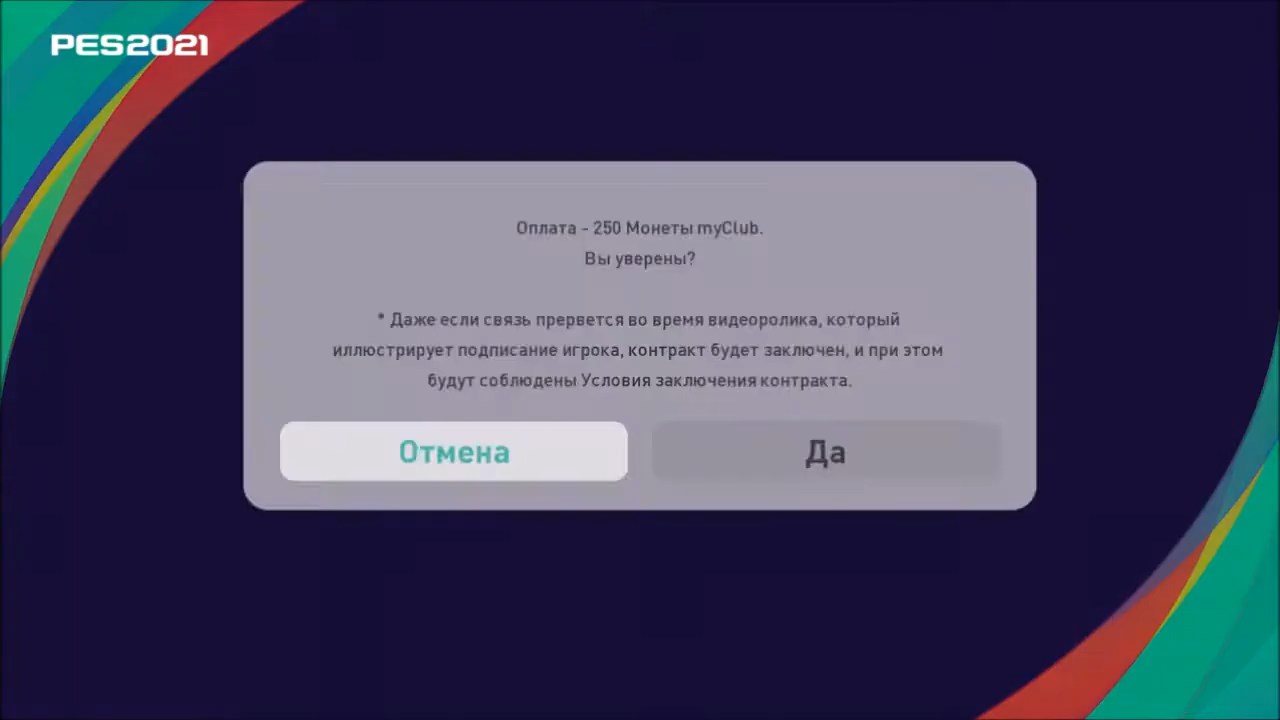 PES2021
Оплата - 250 Монеты myClub.
Вы уверены?
* Даже если связь прервется во время видеоролика, который
иллюстрирует подписание игрока, контракт будет заключен, и при этом
будут соблюдены Условия заключения контракта.
Отмена
Да